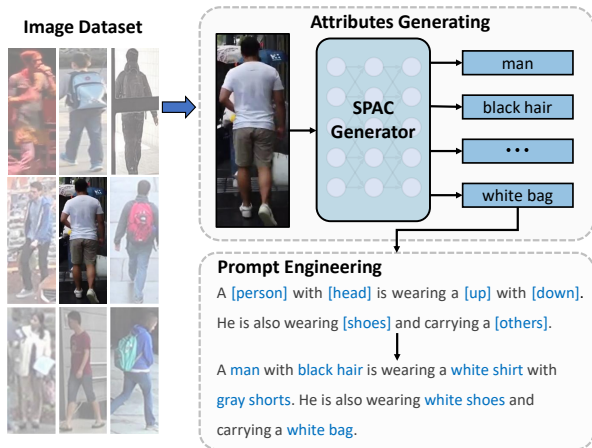 Image Dataset
Attributes Generating
SPAC
Generator
man
black hair
...
white bag
Prompt Engineering
A [person] with [head] is wearing a [up] with [down].
He is also wearing [shoes] and carrying a [others].
A man with black hair is wearing a white shirt with
gray shorts. He is also wearing white shoes and
carrying a white bag.